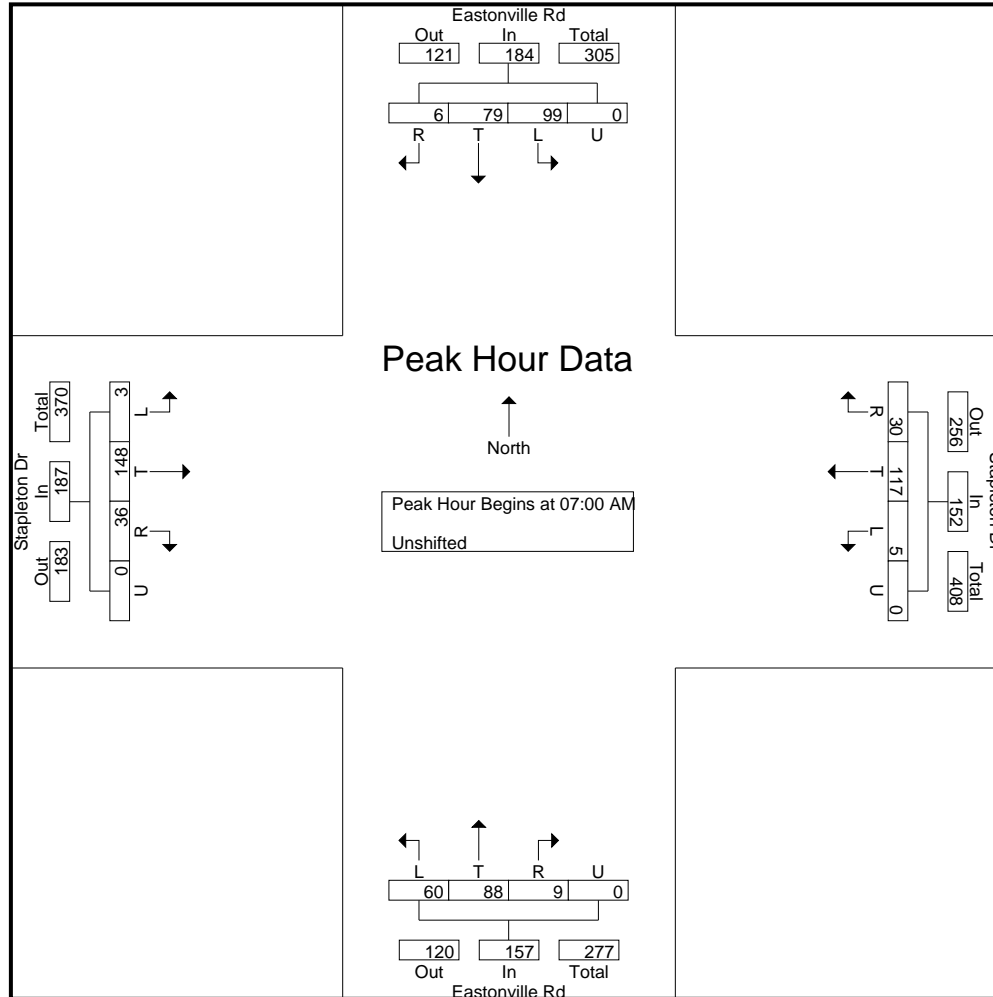 Eastonville Rd
Out In Total
121 184 305
6 79 99 0
R T L U
Peak Hour Data
North
Peak Hour Begins at 07:00 AM
Unshifted
Stapleton Dr
Total In Out
370 187 183
3 148 36 0
L T R U
Out In Total
256 152 408
30 117 5 0
R T L U
L T R U
60 88 9 0
120 157 277
Out In Total
Eastonville Rd